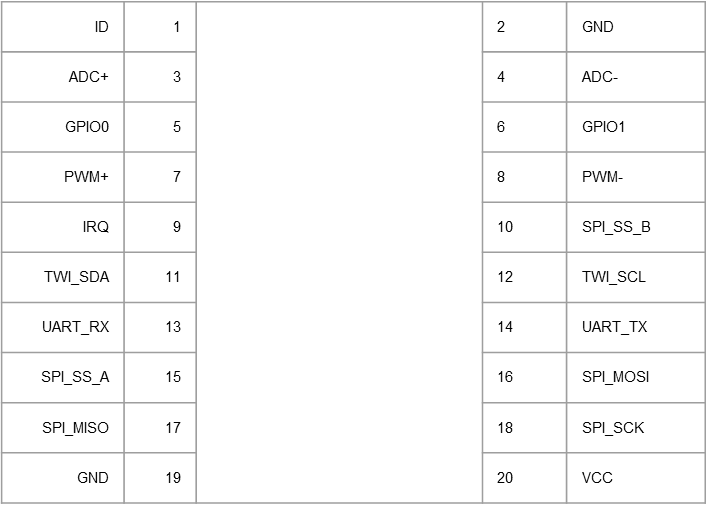 ID 1 2 GND
ADC+ 3 4 ADC-
GPIO0 5 6 GPIO1
PWM+ 7 8 PWM-
IRQ 9 10 SPI_SS_B
TWI_SDA 11 12 TWI_SCL
UART_RX 13 14 UART_TX
SPI_SS_A 15 16 SPI_MOSI
SPI_MISO 17 18 SPI_SCK
GND 19 20 VCC